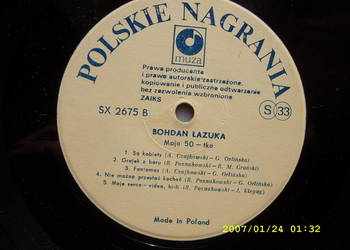 POLSKIE NAGRANIA
muza
Prawa producenta
i prawa autorskie zastrzeżone,
kopiowanie i publiczne odtwarzanie
bez zezwolenia wzbronione
ZAIKS
SX 2675 B
S 33
BOHDAN ŁAZUKA
Moja 50 - tka
1. Są kobiety (A. Czajkowski - G. Orlińska)
2. Grajek z baru (R. Poznakowski - R. M. Groński)
3. Fantomas (A. Czajkowski - G. Orlińska)
4. Nie można przestać kochać (R. Poznakowski - G. Orlińska)
5. Moje serce - video, hi-fi (R. Poznakowski - I. Klegug)
Made in Poland
2007/01/24 01:32